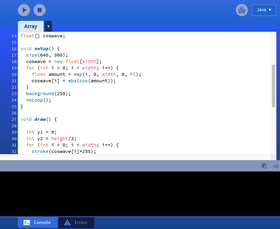 Java
Array
14 float[] coswave;
15
16 void setup() {
17 size(640, 360);
18 coswave = new float[width];
19 for (int i = 0; i < width; i++) {
20 float amount = map(i, 0, width, 0, PI);
21 coswave[i] = abs(cos(amount));
22 }
23 background(255);
24 noLoop();
25 }
26
27 void draw() {
28
29 int y1 = 0;
30 int y2 = height/3;
31 for (int i = 0; i < width; i++) {
32 stroke(coswave[i]*255);
Console Errors